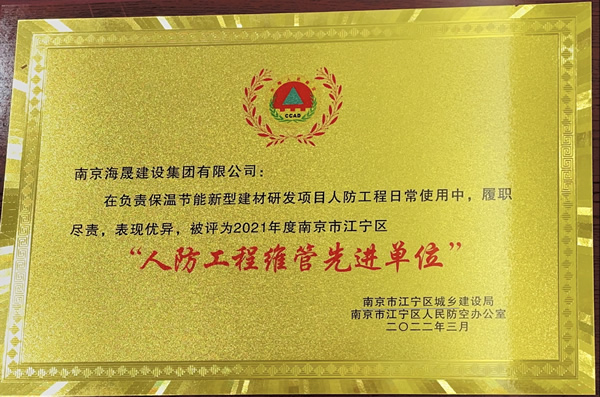 CCAD
南京海晟建设集团有限公司：
在负责保温节能新型建材研发项目人防工程日常使用中，履职
尽责，表现优异，被评为2021年度南京市江宁区
“人防工程维管先进单位”
南京市江宁区城乡建设局
南京市江宁区人民防空办公室
二〇二二年三月